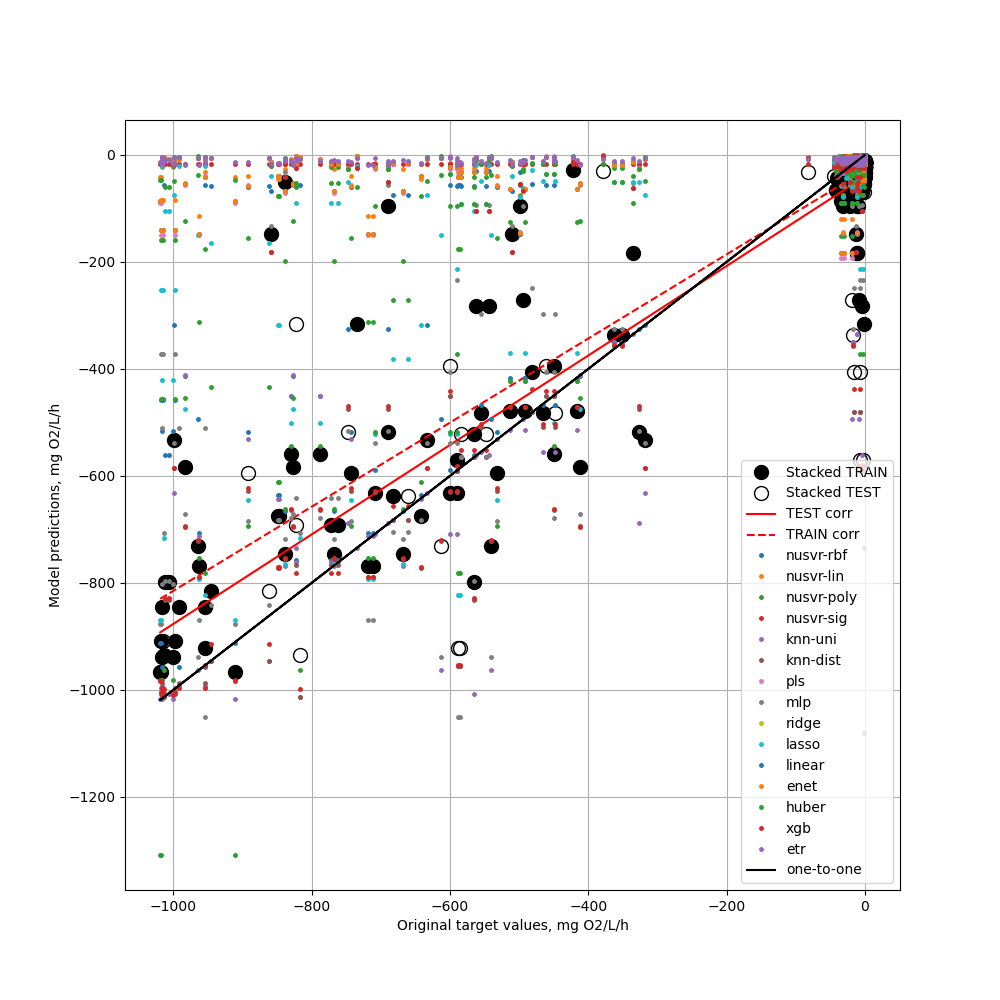 0
−200
−400
−600
−800
−1000
−1200
Model predictions, mg O2/L/h
−1000
−800
−600
−400
−200
0
Original target values, mg O2/L/h
Stacked TRAIN
Stacked TEST
TEST corr
TRAIN corr
nusvr-rbf
nusvr-lin
nusvr-poly
nusvr-sig
knn-uni
knn-dist
pls
mlp
ridge
lasso
linear
enet
huber
xgb
etr
one-to-one